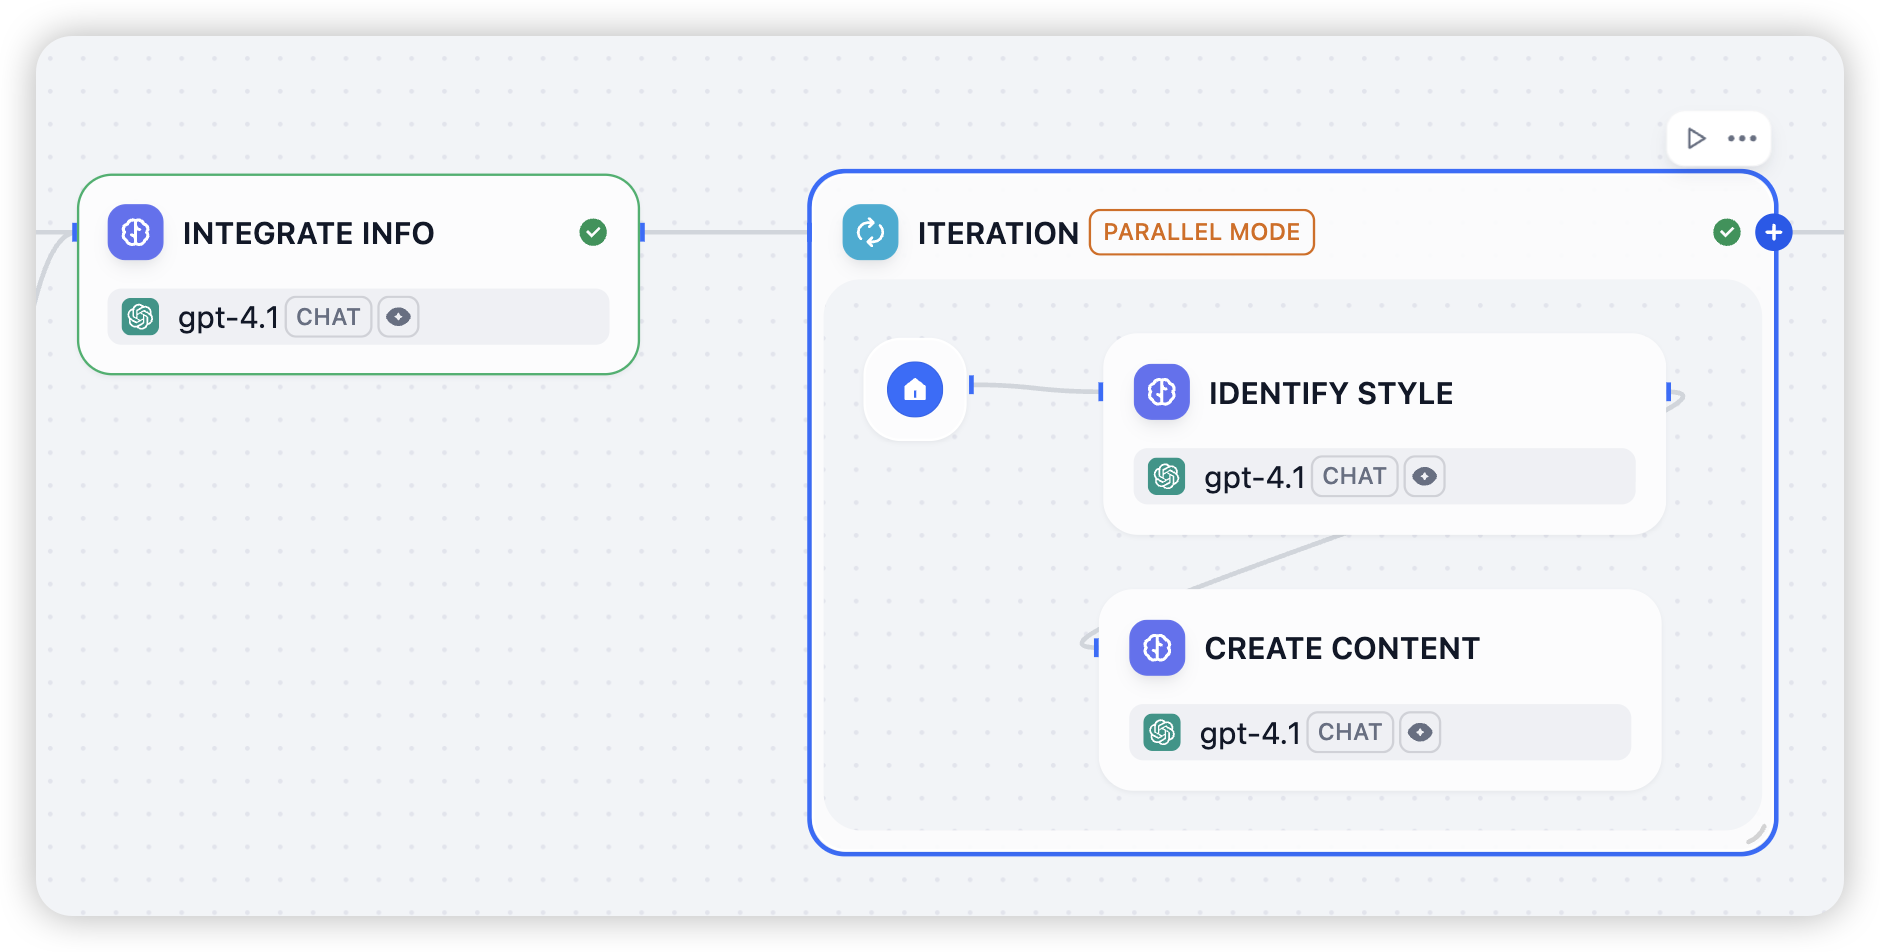 INTEGRATE INFO
gpt-4.1 CHAT
ITERATION PARALLEL MODE
IDENTIFY STYLE
gpt-4.1 CHAT
CREATE CONTENT
gpt-4.1 CHAT